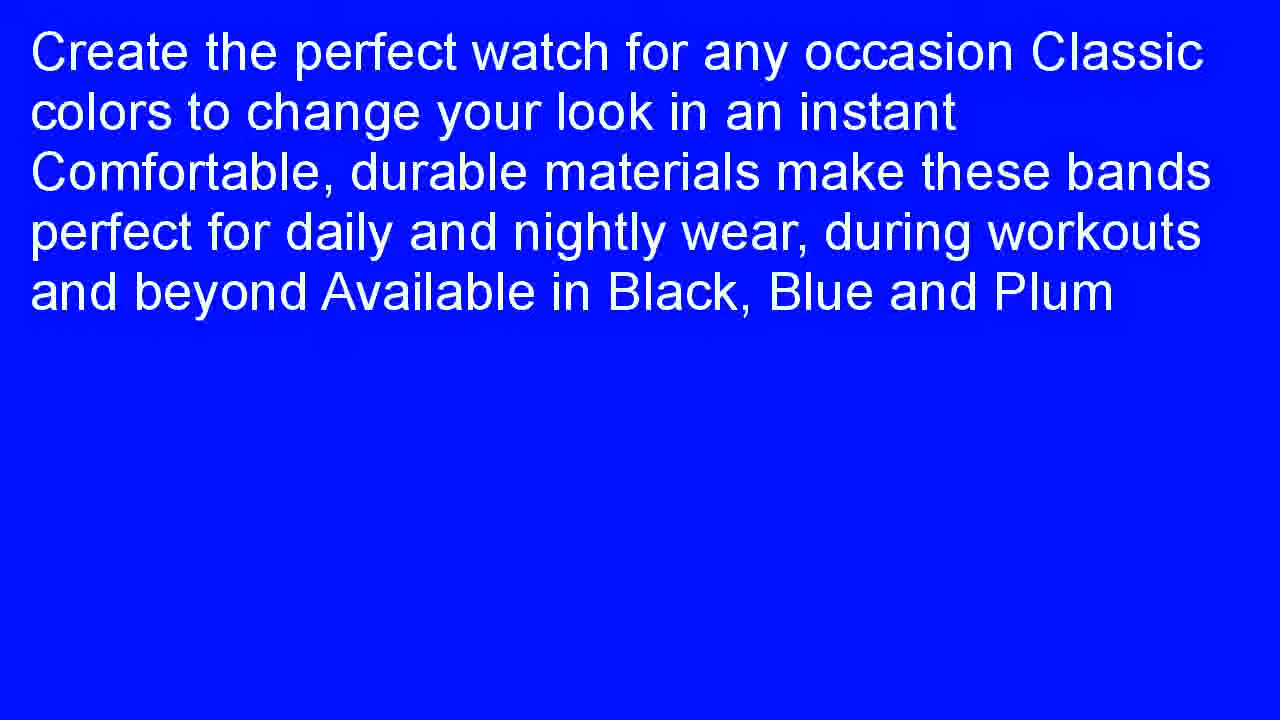 Create the perfect watch for any occasion Classic
colors to change your look in an instant
Comfortable, durable materials make these bands
perfect for daily and nightly wear, during workouts
and beyond Available in Black, Blue and Plum